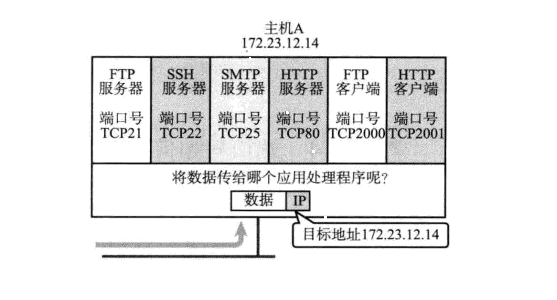 主机A
172.23.12.14
FTP
服务器
端口号
TCP21
SSH
服务器
端口号
TCP22
SMTP
服务器
端口号
TCP25
HTTP
服务器
端口号
TCP80
FTP
客户端
端口号
TCP2000
HTTP
客户端
端口号
TCP2001
将数据传给哪个应用处理程序呢?
数据 IP
目标地址172.23.12.14